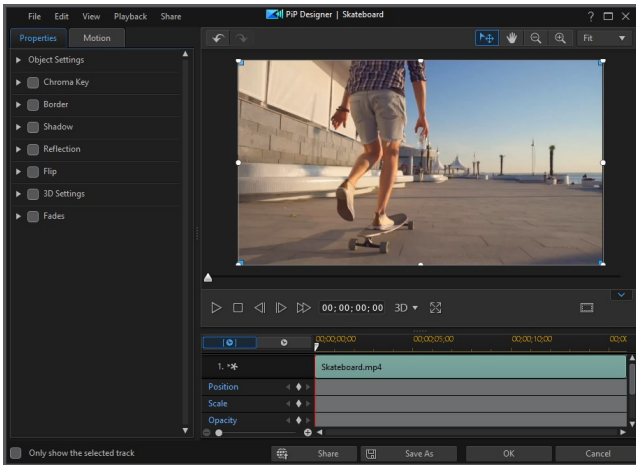 File Edit View Playback Share
PiP Designer | Skateboard
? 
Properties Motion
Fit
Object Settings
Chroma Key
Border
Shadow
Reflection
Flip
3D Settings
Fades
00;00;00;00 3D
00;00;00;00 00;00;05;00 00;00;10;00 00;0
1. Skateboard.mp4
Position
Scale
Opacity
Only show the selected track
Share Save As OK Cancel